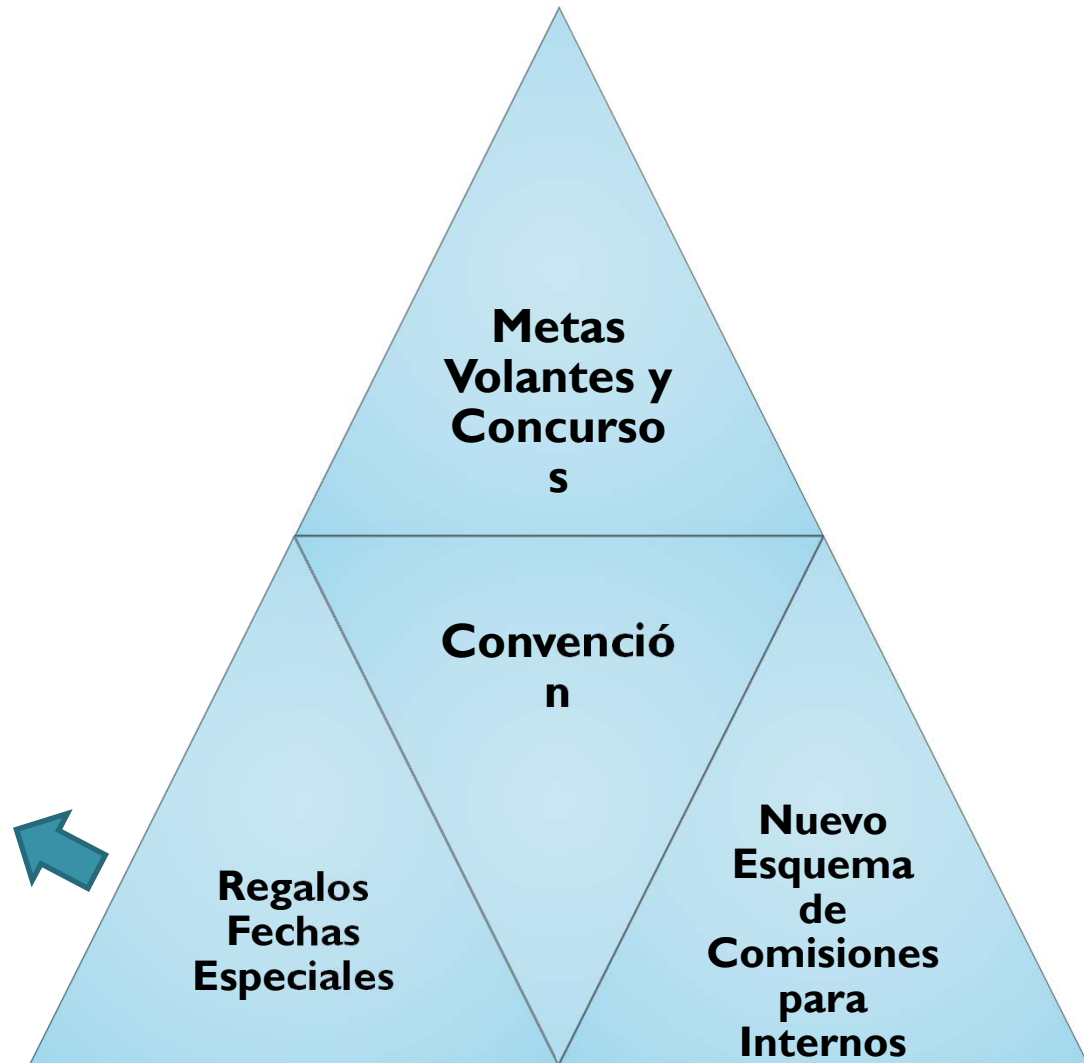 Metas
Volantes y
Concurso
s
Convenció
n
Regalos
Fechas
Especiales
Nuevo
Esquema
de
Comisiones
para
Internos